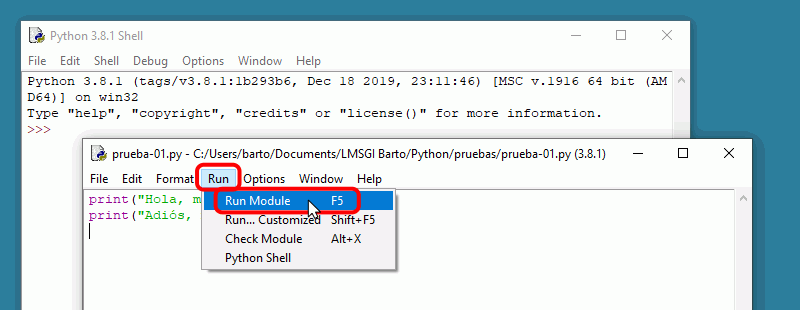 Python 3.8.1 Shell
File Edit Shell Debug Options Window Help
Python 3.8.1 (tags/v3.8.1:1b293b6, Dec 18 2019, 23:11:46) [MSC v.1916 64 bit (AM
D64)] on win32
Type "help", "copyright", "credits" or "license()" for more information.
>>>
prueba-01.py - C:/Users/barto/Documents/LMSGI Barto/Python/pruebas/prueba-01.py (3.8.1)
File Edit Format Run Options Window Help
print("Hola, m
print("Adiós,
Run Module F5
Run... Customized Shift+F5
Check Module Alt+X
Python Shell